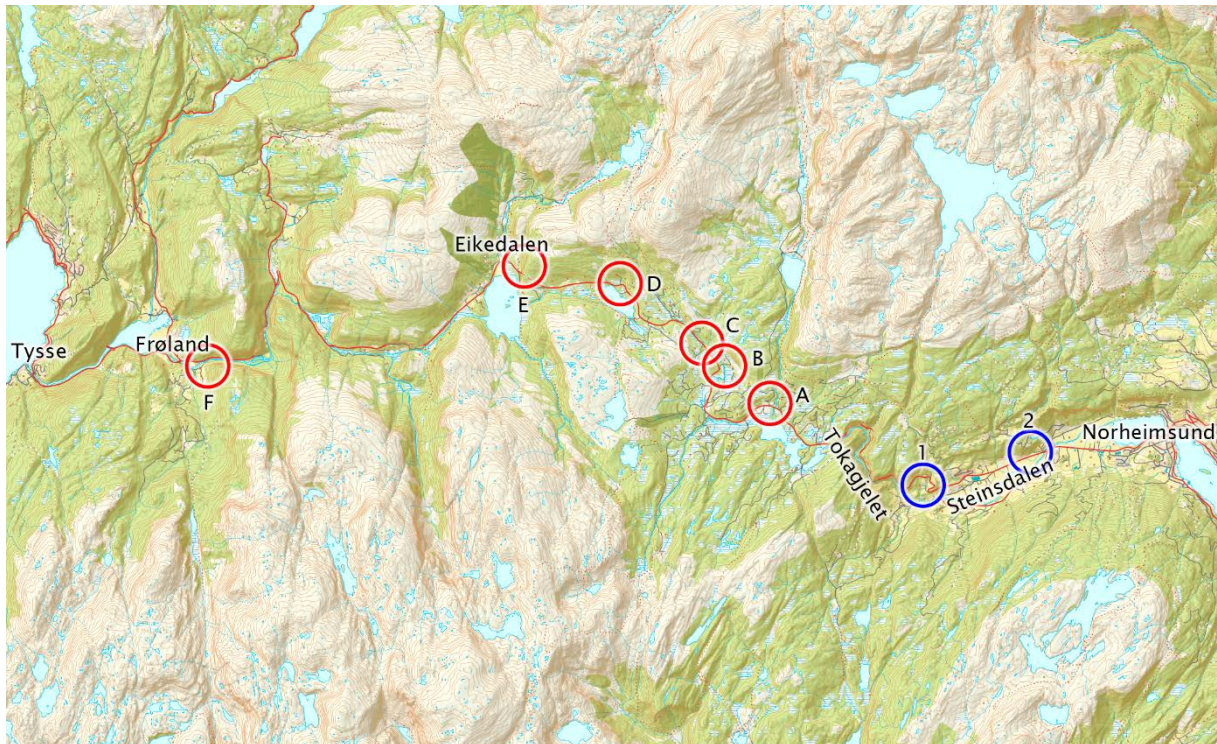 Eikedalen
D
E
C
Frøland
Tysse
B
F
A
2
Norheimsund
1
Tokagjelet
Steinsdalen